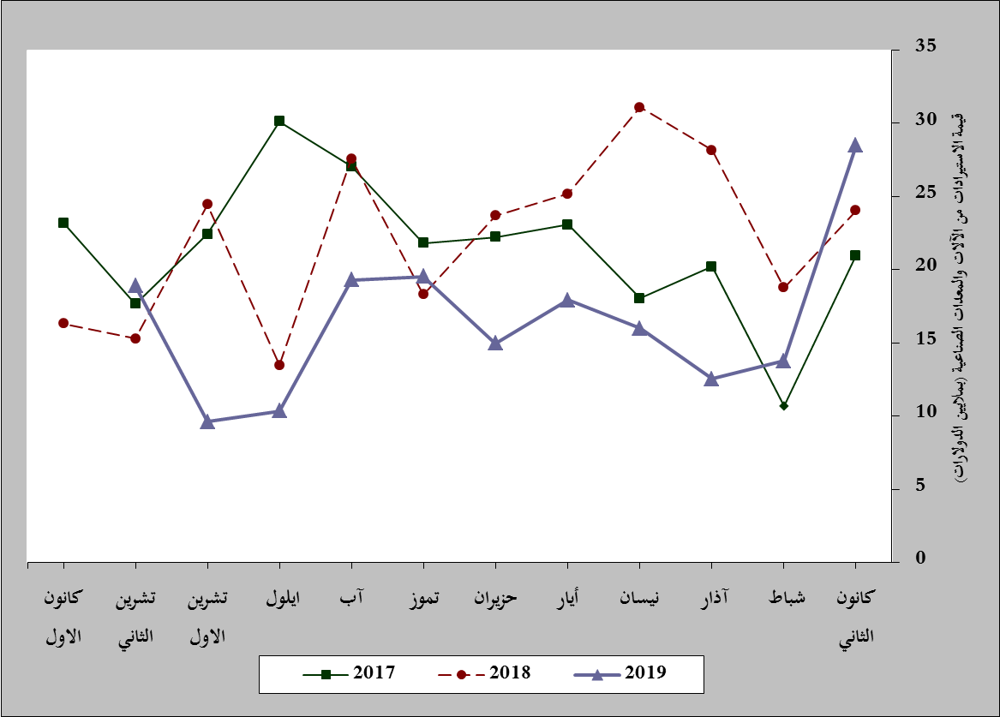 35
30
25
20
15
10
5
0
قيمة الاستيرادات من الآلات والمعدات الصناعية (بملايين الدولارات)
كانون الثاني
شباط
آذار
نيسان
أيار
حزيران
تموز
آب
ايلول
تشرين الاول
تشرين الثاني
كانون الاول
2017
2018
2019